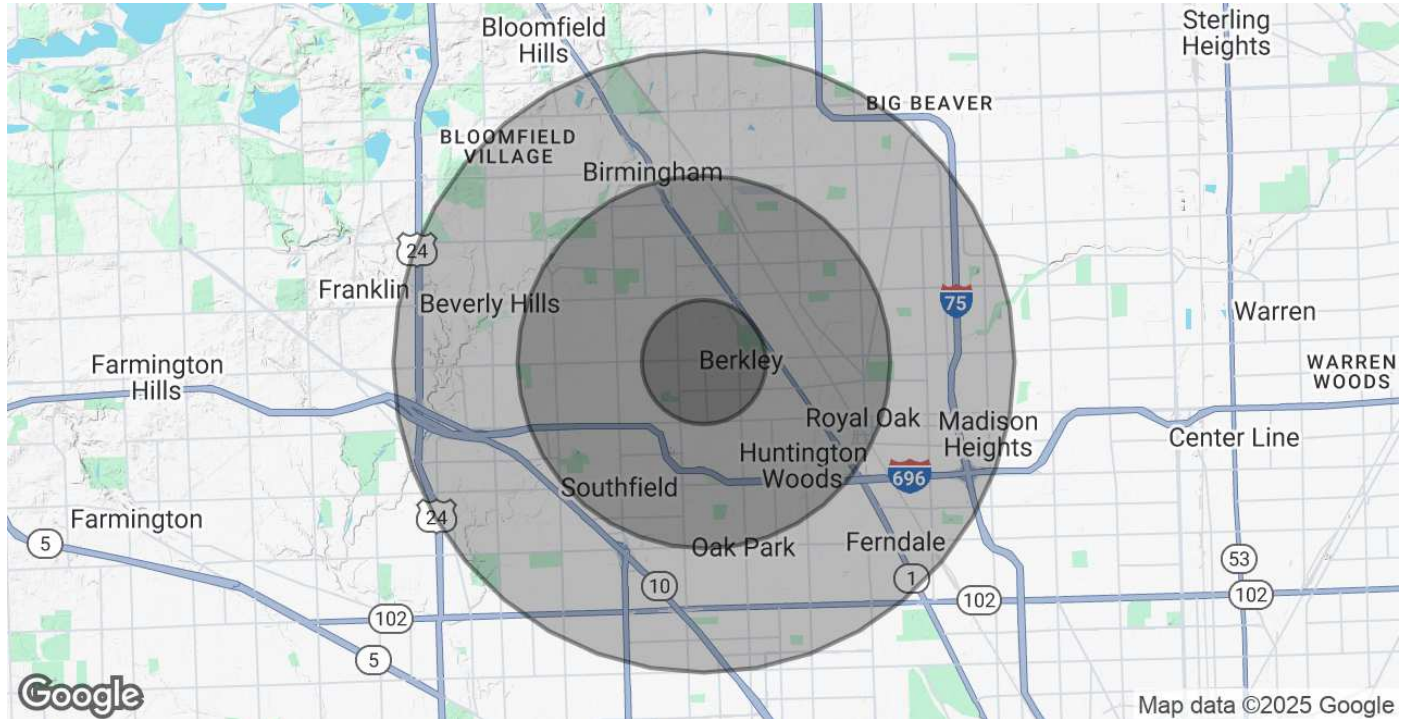 Bloomfield
Hills
Sterling
Heights
BIG BEAVER
BLOOMFIELD
VILLAGE
Birmingham
24
Franklin
Beverly Hills
75
Warren
Farmington
Hills
Berkley
WARREN
WOODS
Royal Oak
Madison
Heights
Center Line
Huntington
Woods
696
Southfield
Farmington
24
5
Oak Park
Ferndale
53
10
1
102
102
102
5
Google
Map data ©2025 Google